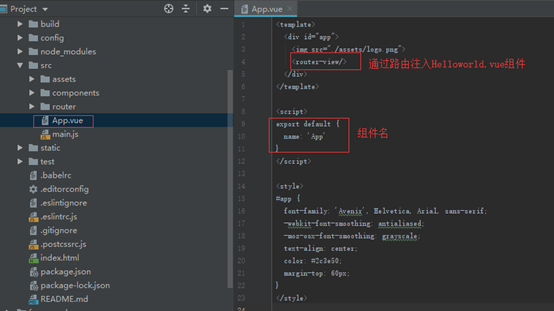 Project
App.vue
build
config
node_modules
src
assets
components
router
App.vue
main.js
static
test
.babelrc
.editorconfig
.eslintignore
.eslintrc.js
.gitignore
.postcssrc.js
index.html
package.json
package-lock.json
README.md
1 <template>
2 <div id="app">
3 <img src="./assets/logo.png">
4 <router-view/>
通过路由注入Helloworld.vue组件
5 </div>
6 </template>
7
8 <script>
9 export default {
10 name: 'App'
组件名
11 }
12 </script>
13
14 <style>
15 #app {
16 font-family: 'Avenir', Helvetica, Arial, sans-serif;
17 -webkit-font-smoothing: antialiased;
18 -moz-osx-font-smoothing: grayscale;
19 text-align: center;
20 color: #2c3e50;
21 margin-top: 60px;
22 }
23 </style>
24